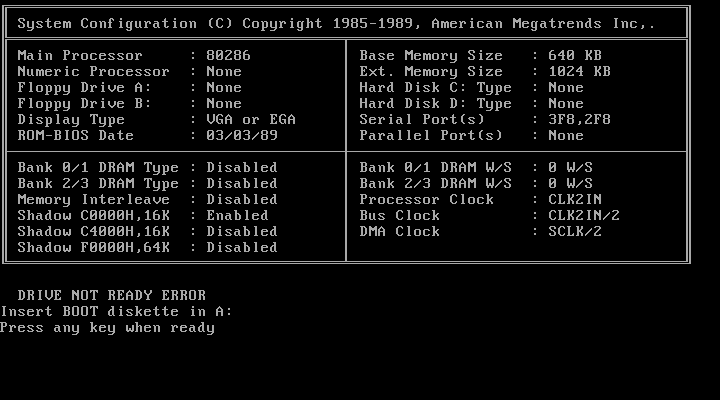 System Configuration (C) Copyright 1985-1989, American Megatrends Inc,.
Main Processor : 80286 Base Memory Size : 640 KB
Numeric Processor : None Ext. Memory Size : 1024 KB
Floppy Drive A: : None Hard Disk C: Type : None
Floppy Drive B: : None Hard Disk D: Type : None
Display Type : VGA or EGA Serial Port(s) : 3F8,2F8
ROM-BIOS Date : 03/03/89 Parallel Port(s) : None
Bank 0/1 DRAM Type : Disabled Bank 0/1 DRAM W/S : 0 W/S
Bank 2/3 DRAM Type : Disabled Bank 2/3 DRAM W/S : 0 W/S
Memory Interleave : Disabled Processor Clock : CLK2IN
Shadow C0000H,16K : Enabled Bus Clock : CLK2IN/2
Shadow C4000H,16K : Disabled DMA Clock : SCLK/2
Shadow F0000H,64K : Disabled
DRIVE NOT READY ERROR
Insert BOOT diskette in A:
Press any key when ready